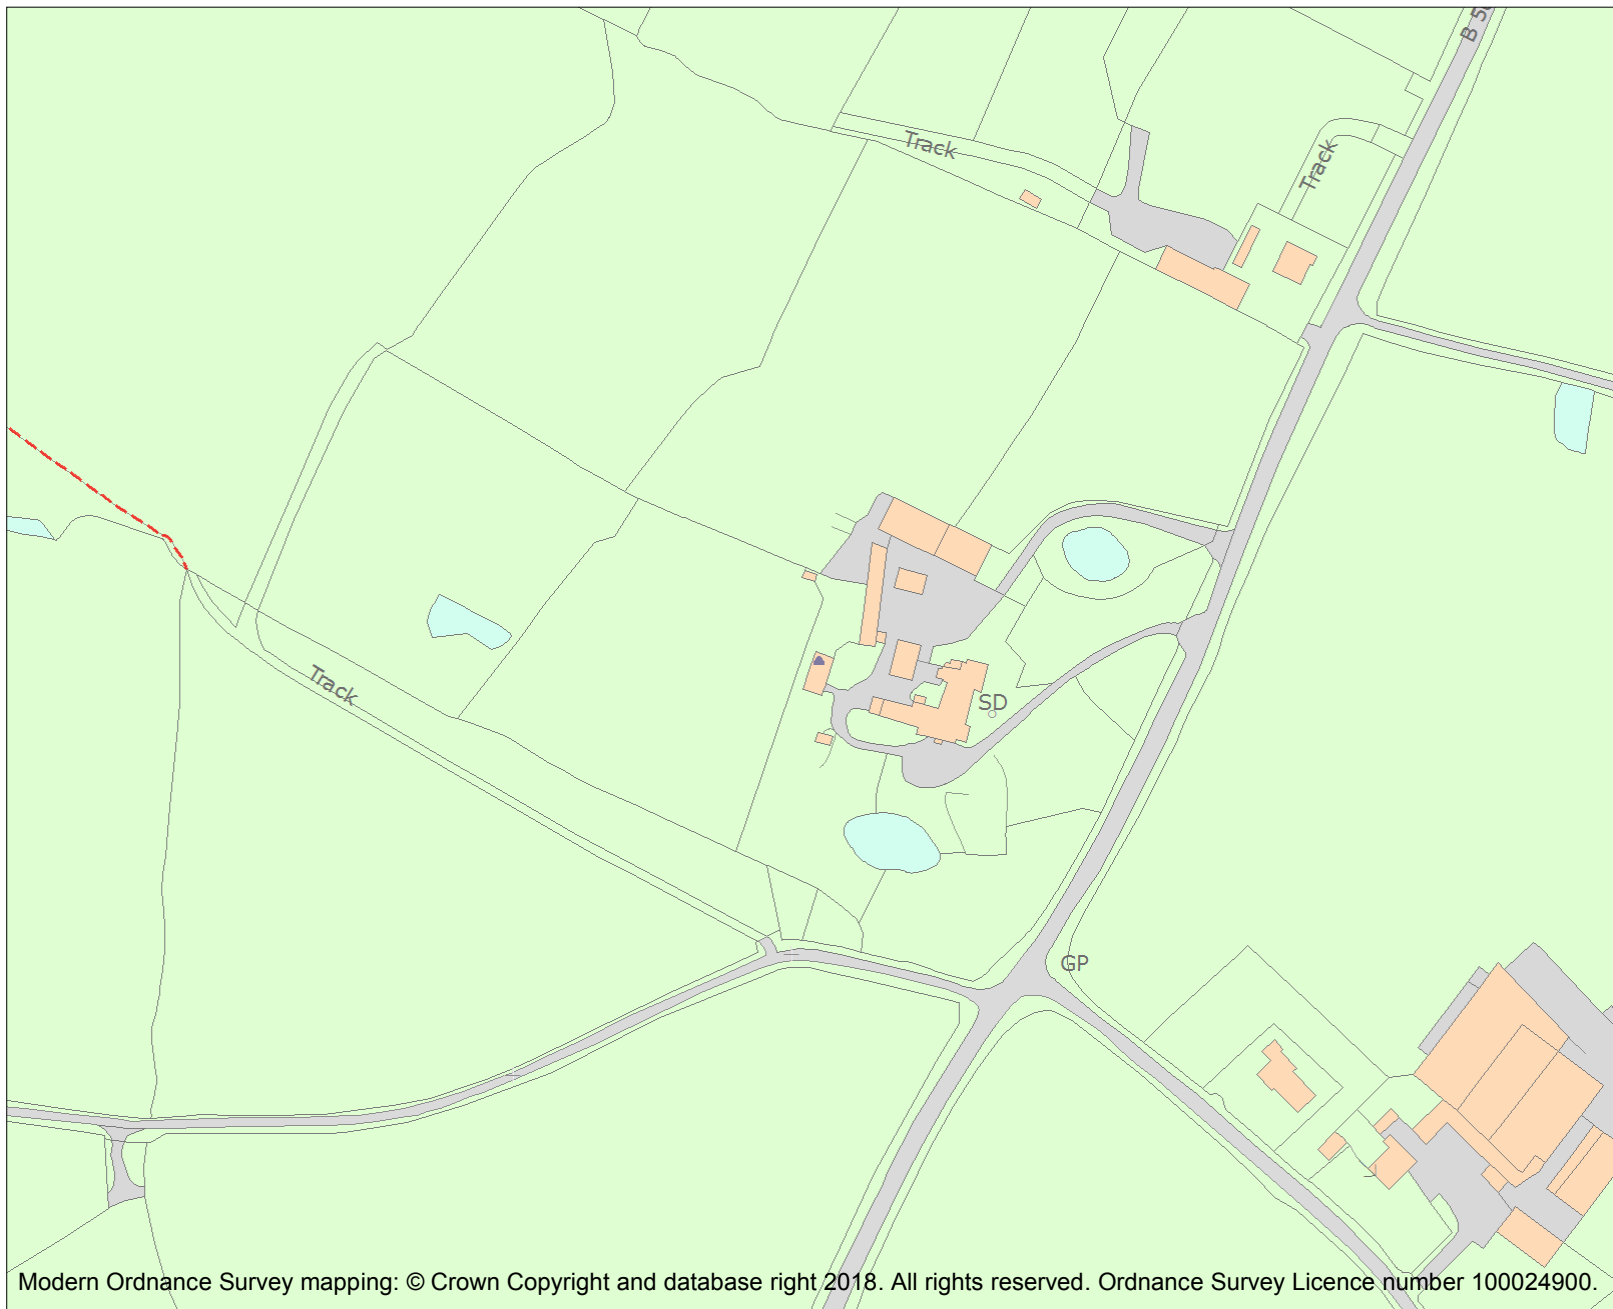 B 5
Track
Track
Track
SD
GP
Modern Ordnance Survey mapping: © Crown Copyright and database right 2018. All rights reserved. Ordnance Survey Licence number 100024900.